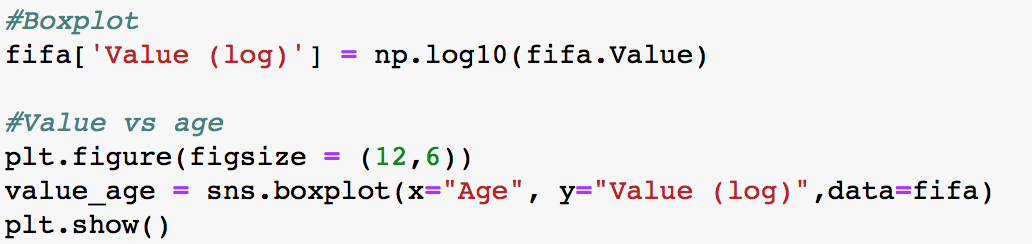 #Boxplot
fifa['Value (log)'] = np.log10(fifa.Value)
#Value vs age
plt.figure(figsize = (12,6))
value_age = sns.boxplot(x="Age", y="Value (log)",data=fifa)
plt.show()